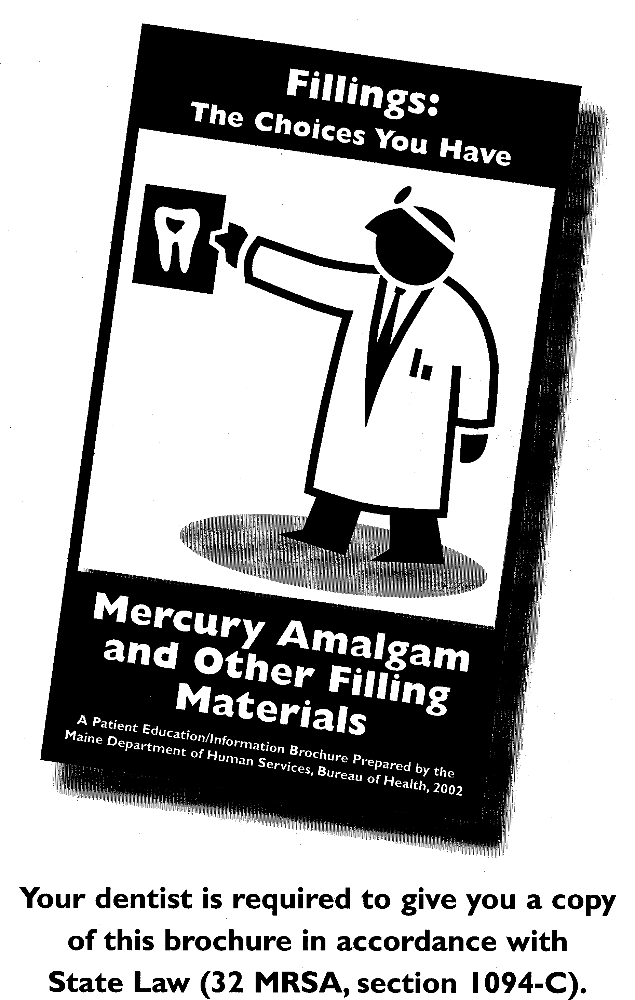 Fillings:
The Choices You Have
Mercury Amalgam
and Other Filling
Materials
A Patient Education/Information Brochure Prepared by the
Maine Department of Human Services, Bureau of Health, 2002
Your dentist is required to give you a copy
of this brochure in accordance with
State Law (32 MRSA, section 1094-C).